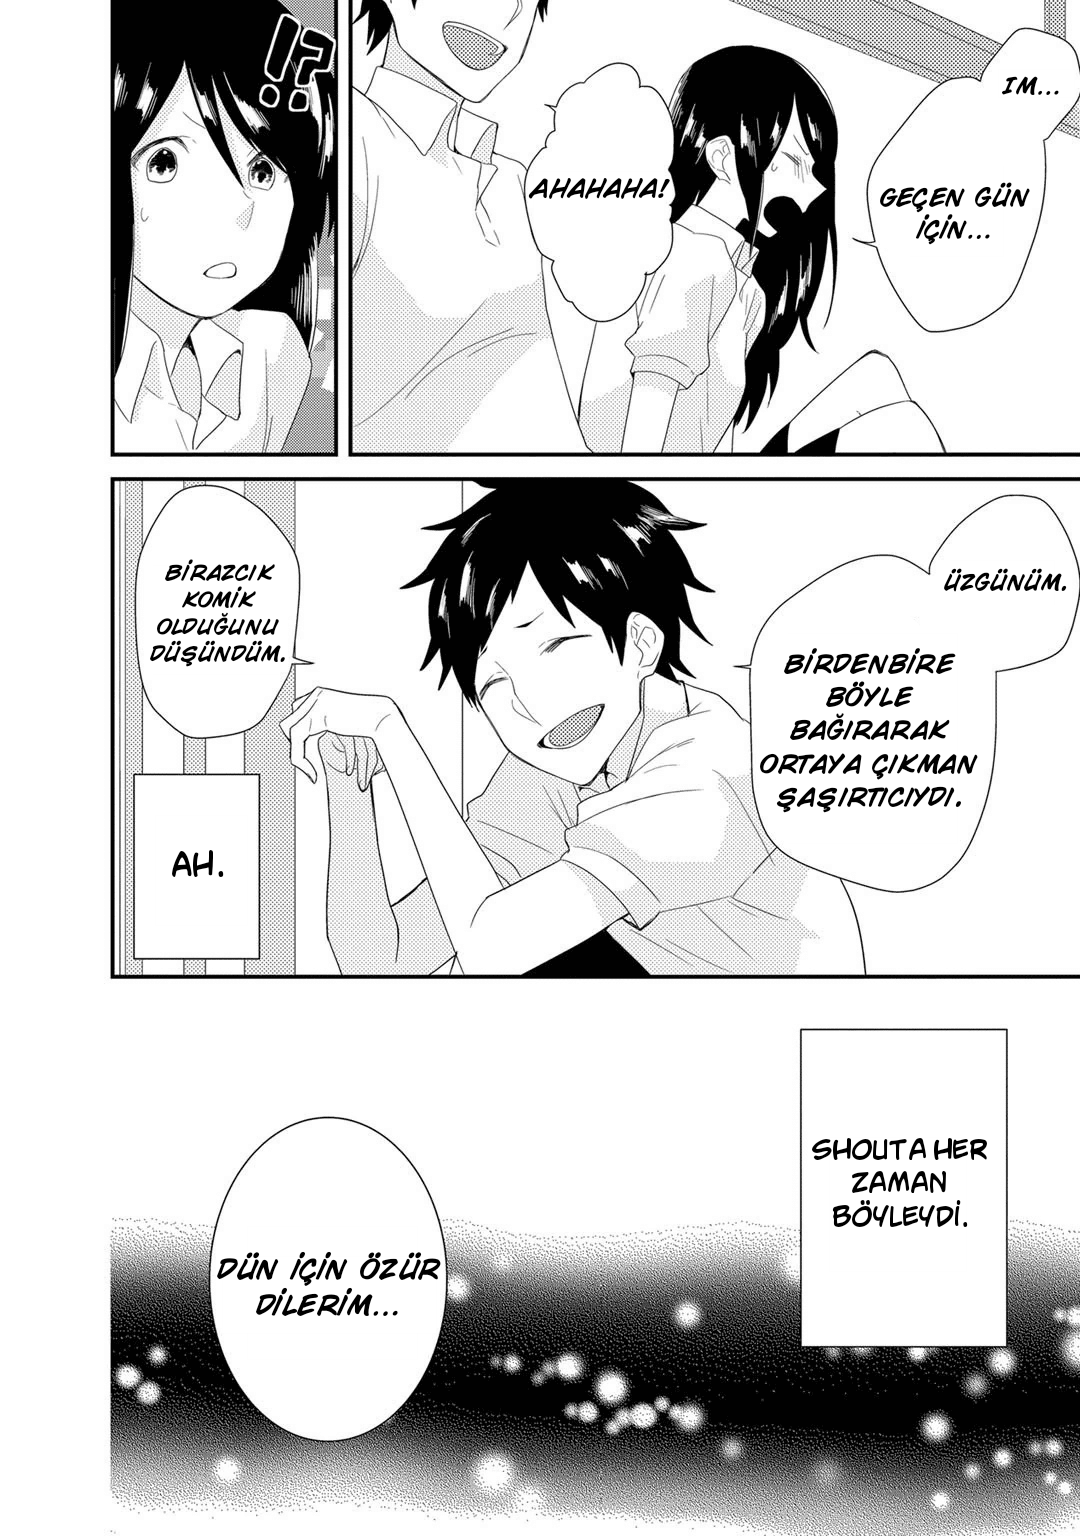 IM...
GEÇEN GÜN
İÇİN...
AHAHAHA!
!?
ÜZGÜNÜM.
BİRDENBİRE
BÖYLE
BAĞIRARAK
ORTAYA ÇIKMAN
ŞAŞIRTICIYDI.
BİRAZCIK
KOMİK
OLDUĞUNU
DÜŞÜNDÜM.
AH.
SHOUTA HER
ZAMAN
BÖYLEYDİ.
DÜN İÇİN ÖZÜR
DİLERİM...